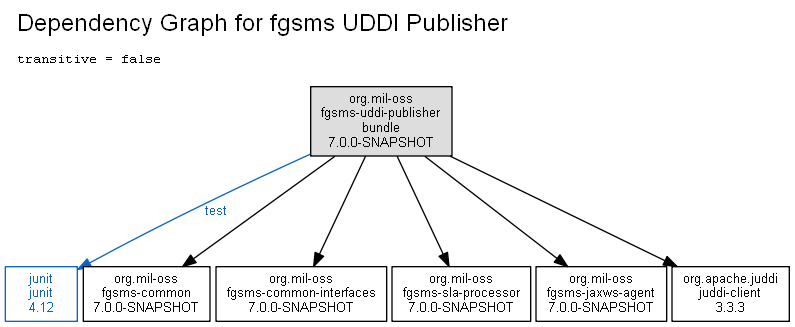 Dependency Graph for fgsms UDDI Publisher
transitive = false
org.mil-oss
fgsms-uddi-publisher
bundle
7.0.0-SNAPSHOT
test
junit
junit
4.12
org.mil-oss
fgsms-common
7.0.0-SNAPSHOT
org.mil-oss
fgsms-common-interfaces
7.0.0-SNAPSHOT
org.mil-oss
fgsms-sla-processor
7.0.0-SNAPSHOT
org.mil-oss
fgsms-jaxws-agent
7.0.0-SNAPSHOT
org.apache.juddi
juddi-client
3.3.3